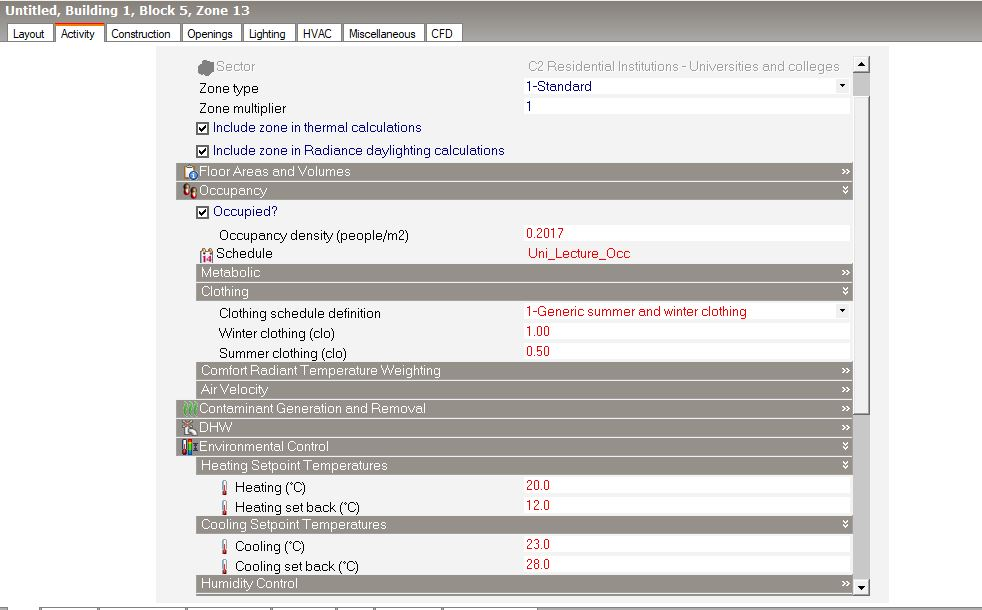 Untitled, Building 1, Block 5, Zone 13
Layout Activity Construction Openings Lighting HVAC Miscellaneous CFD
Sector C2 Residential Institutions - Universities and colleges
Zone type 1-Standard
Zone multiplier 1
Include zone in thermal calculations
Include zone in Radiance daylighting calculations
Floor Areas and Volumes »
Occupancy
Occupied?
Occupancy density (people/m2) 0.2017
Schedule Uni_Lecture_Occ
Metabolic »
Clothing
Clothing schedule definition 1-Generic summer and winter clothing
Winter clothing (clo) 1.00
Summer clothing (clo) 0.50
Comfort Radiant Temperature Weighting »
Air Velocity »
Contaminant Generation and Removal »
DHW »
Environmental Control
Heating Setpoint Temperatures
Heating (°C) 20.0
Heating set back (°C) 12.0
Cooling Setpoint Temperatures
Cooling (°C) 23.0
Cooling set back (°C) 28.0
Humidity Control »